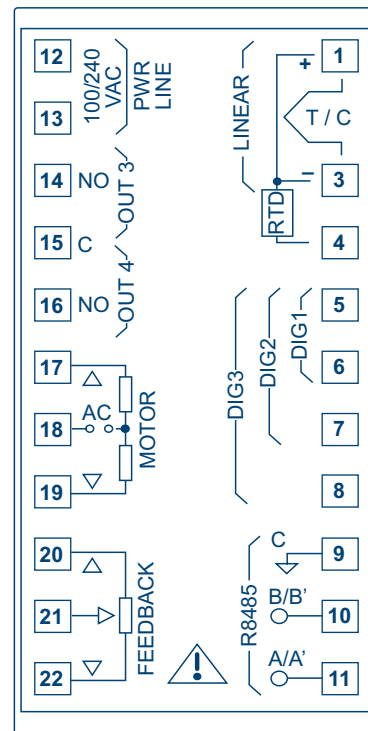 12
100/240
VAC
PWR
LINE
13
14 NO
OUT 3
15 C
OUT 4
16 NO
17
18 AC
MOTOR
19
20
21
FEEDBACK
22
LINEAR
+
1
T / C
–
3
RTD
4
5
DIG1
6
DIG2
7
DIG3
8
C
9
R8485
B/B'
10
A/A'
11
!